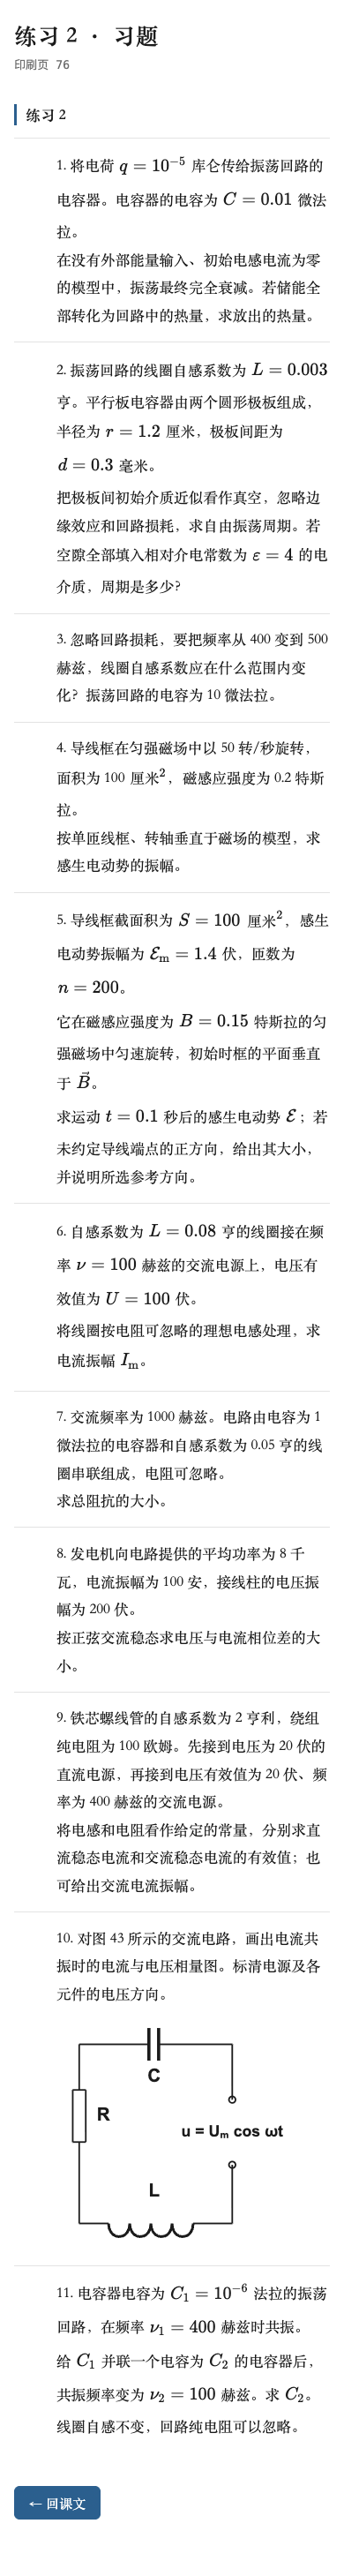 练习 2 · 习题
印刷页 76
练习 2
1. 将电荷 q = 10⁻⁵ 库仑传给振荡回路的
电容器。电容器的电容为 C = 0.01 微法
拉。
在没有外部能量输入、初始电感电流为零
的模型中，振荡最终完全衰减。若储能全
部转化为回路中的热量，求放出的热量。
2. 振荡回路的线圈自感系数为 L = 0.003
亨。平行板电容器由两个圆形极板组成，
半径为 r = 1.2 厘米，极板间距为
d = 0.3 毫米。
把极板间初始介质近似看作真空，忽略边
缘效应和回路损耗，求自由振荡周期。若
空隙全部填入相对介电常数为 ε = 4 的电
介质，周期是多少？
3. 忽略回路损耗，要把频率从 400 变到 500
赫兹，线圈自感系数应在什么范围内变
化？振荡回路的电容为 10 微法拉。
4. 导线框在匀强磁场中以 50 转/秒旋转，
面积为 100 厘米²，磁感应强度为 0.2 特斯
拉。
按单匝线框、转轴垂直于磁场的模型，求
感生电动势的振幅。
5. 导线框截面积为 S = 100 厘米²，感生
电动势振幅为 ℰₘ = 1.4 伏，匝数为
n = 200。
它在磁感应强度为 B = 0.15 特斯拉的匀
强磁场中匀速旋转，初始时框的平面垂直
于 B⃗。
求运动 t = 0.1 秒后的感生电动势 ℰ；若
未约定导线端点的正方向，给出其大小，
并说明所选参考方向。
6. 自感系数为 L = 0.08 亨的线圈接在频
率 ν = 100 赫兹的交流电源上，电压有
效值为 U = 100 伏。
将线圈按电阻可忽略的理想电感处理，求
电流振幅 Iₘ。
7. 交流频率为 1000 赫兹。电路由电容为 1
微法拉的电容器和自感系数为 0.05 亨的线
圈串联组成，电阻可忽略。
求总阻抗的大小。
8. 发电机向电路提供的平均功率为 8 千
瓦，电流振幅为 100 安，接线柱的电压振
幅为 200 伏。
按正弦交流稳态求电压与电流相位差的大
小。
9. 铁芯螺线管的自感系数为 2 亨利，绕组
纯电阻为 100 欧姆。先接到电压为 20 伏的
直流电源，再接到电压有效值为 20 伏、频
率为 400 赫兹的交流电源。
将电感和电阻看作给定的常量，分别求直
流稳态电流和交流稳态电流的有效值；也
可给出交流电流振幅。
10. 对图 43 所示的交流电路，画出电流共
振时的电流与电压相量图。标清电源及各
元件的电压方向。
C
R
u = Uₘ cos ωt
L
11. 电容器电容为 C₁ = 10⁻⁶ 法拉的振荡
回路，在频率 ν₁ = 400 赫兹时共振。
给 C₁ 并联一个电容为 C₂ 的电容器后，
共振频率变为 ν₂ = 100 赫兹。求 C₂。
线圈自感不变，回路纯电阻可以忽略。
← 回课文